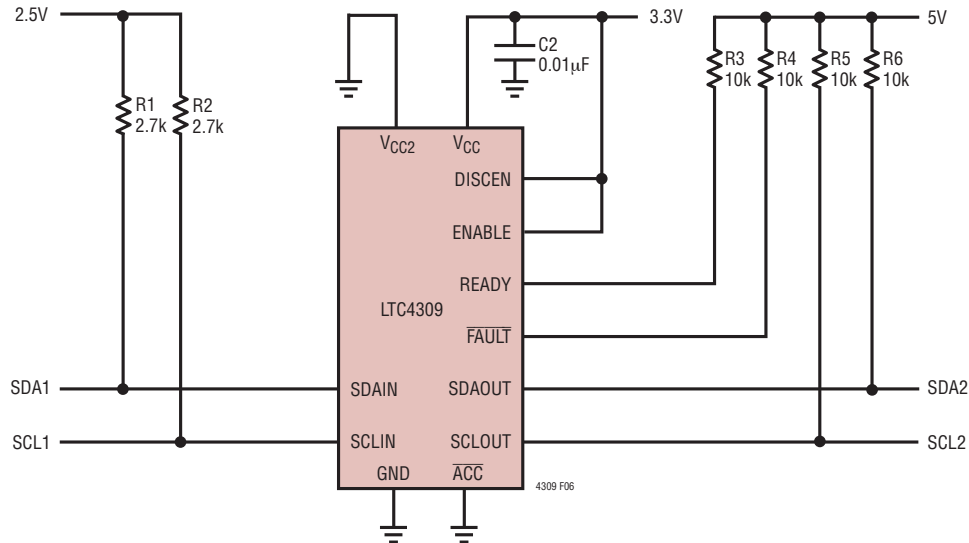 2.5V
3.3V
5V
C2
0.01µF
R1
2.7k
R2
2.7k
R3
10k
R4
10k
R5
10k
R6
10k
VCC2
VCC
DISCEN
ENABLE
READY
LTC4309
FAULT
SDA1
SDAIN
SDAOUT
SDA2
SCL1
SCLIN
SCLOUT
SCL2
GND
ACC
4309 F06